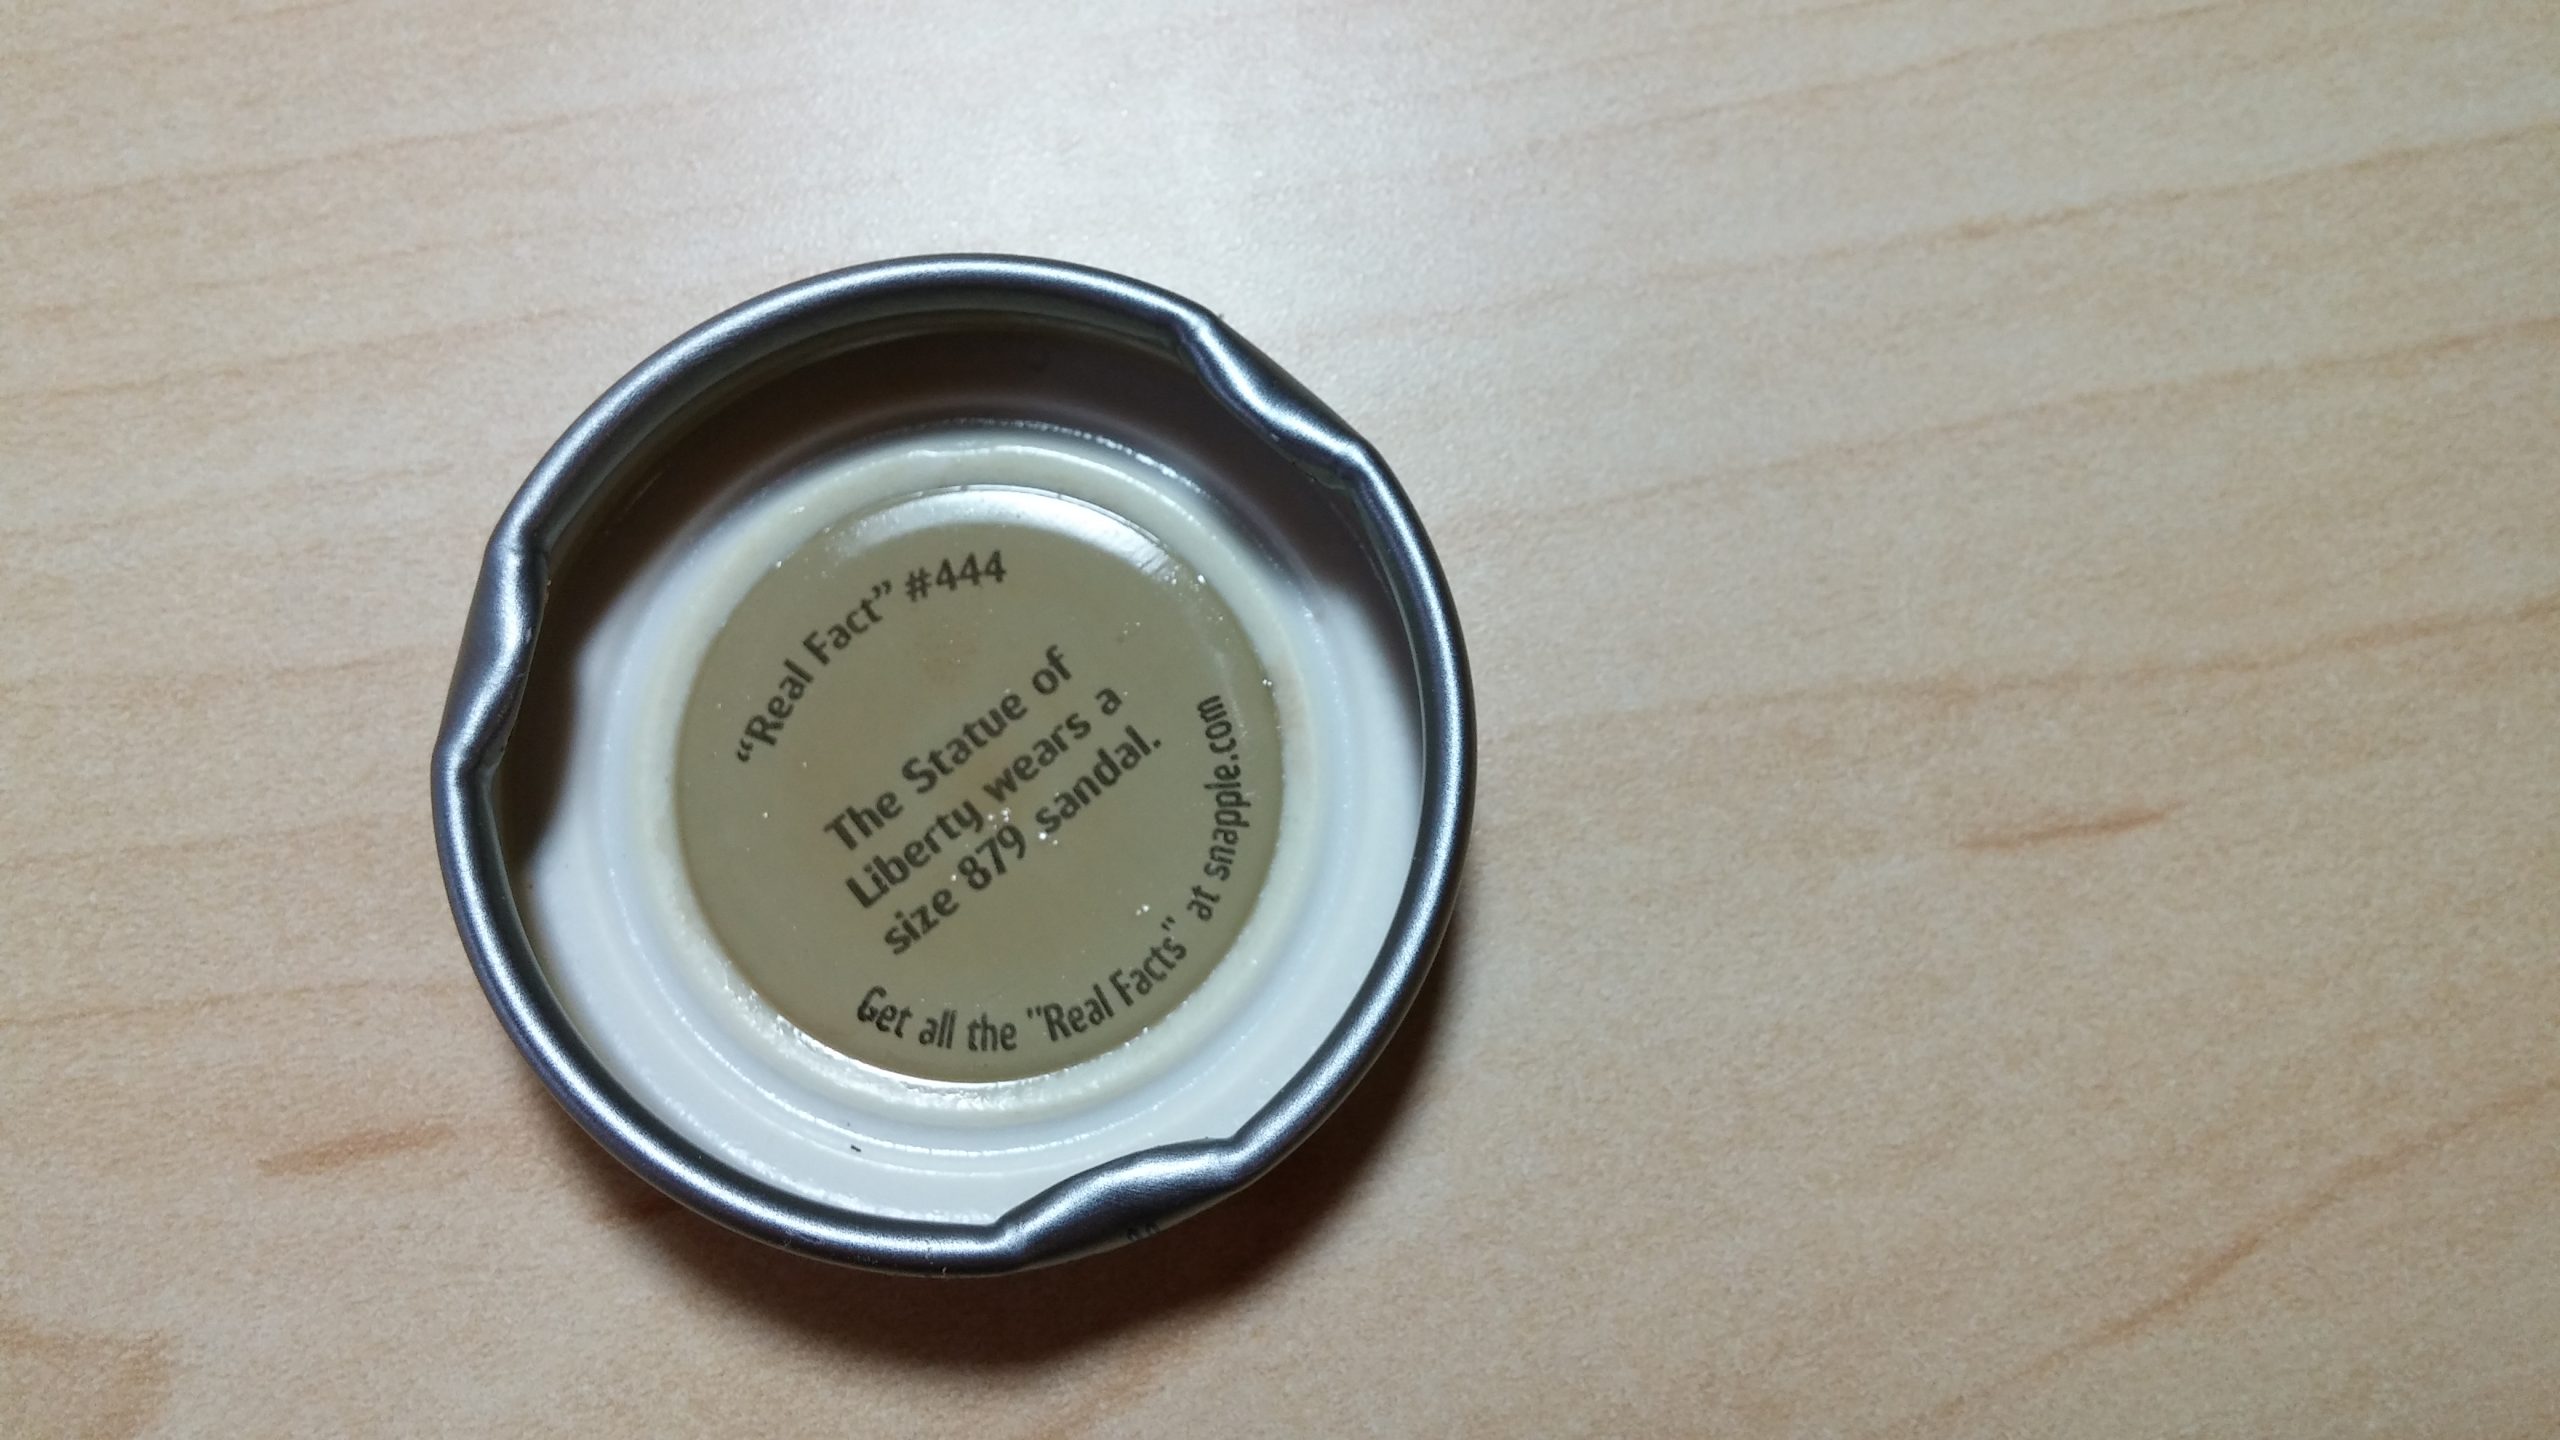 “Real Fact” #444
The Statue of
Liberty wears a
size 879 sandal.
Get all the "Real Facts" at snapple.com